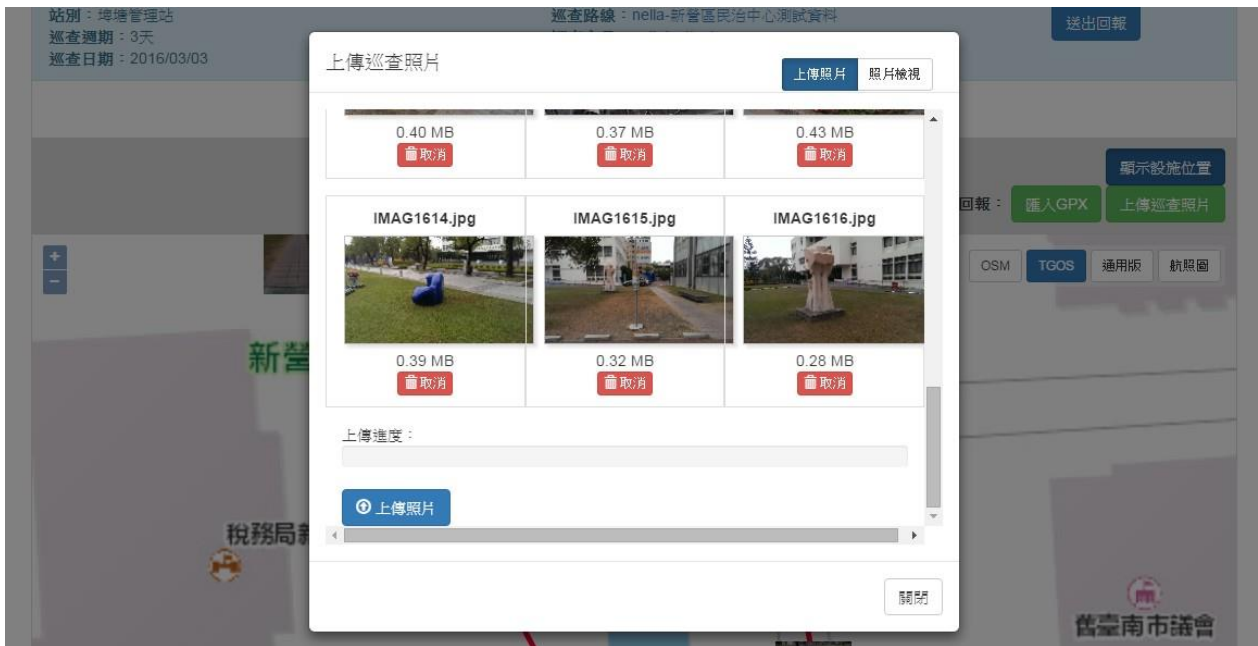 站別：埤塘管理站
巡查路線：nella-新營區民治中心測試資料
送出回報
巡查週期：3天
巡查日期：2016/03/03
上傳巡查照片
上傳照片
照片檢視
0.40 MB
0.37 MB
0.43 MB
取消
取消
取消
顯示設施位置
回報：
匯入GPX
上傳巡查照片
IMAG1614.jpg
IMAG1615.jpg
IMAG1616.jpg
+
-
OSM
TGOS
通用版
航照圖
新營
0.39 MB
0.32 MB
0.28 MB
取消
取消
取消
上傳進度：
上傳照片
稅務局新
關閉
舊臺南市議會